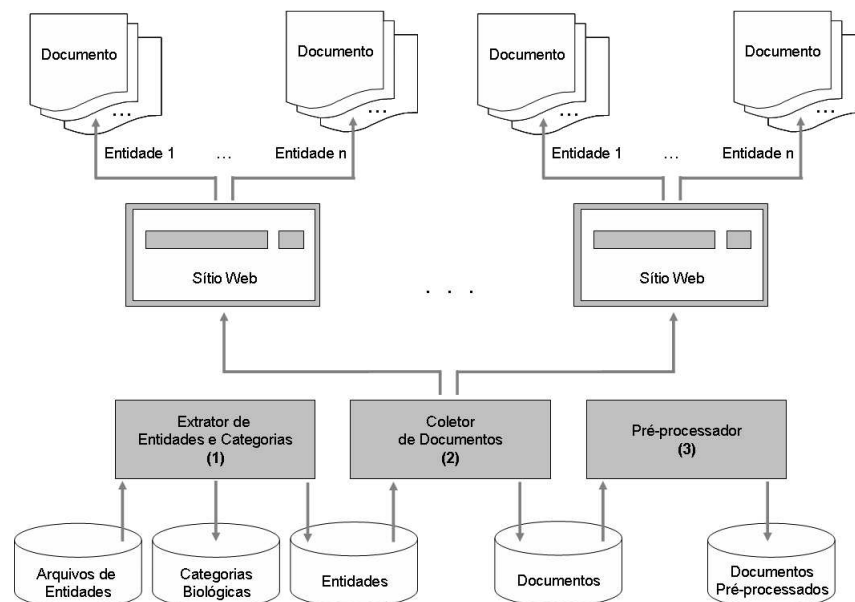 Documento
...
Documento
...
Documento
...
Documento
...
Entidade 1 ... Entidade n
Entidade 1 ... Entidade n
Sítio Web
. . .
Sítio Web
Extrator de
Entidades e Categorias
(1)
Coletor
de Documentos
(2)
Pré-processador
(3)
Arquivos de
Entidades
Categorias
Biológicas
Entidades
Documentos
Documentos
Pré-processados